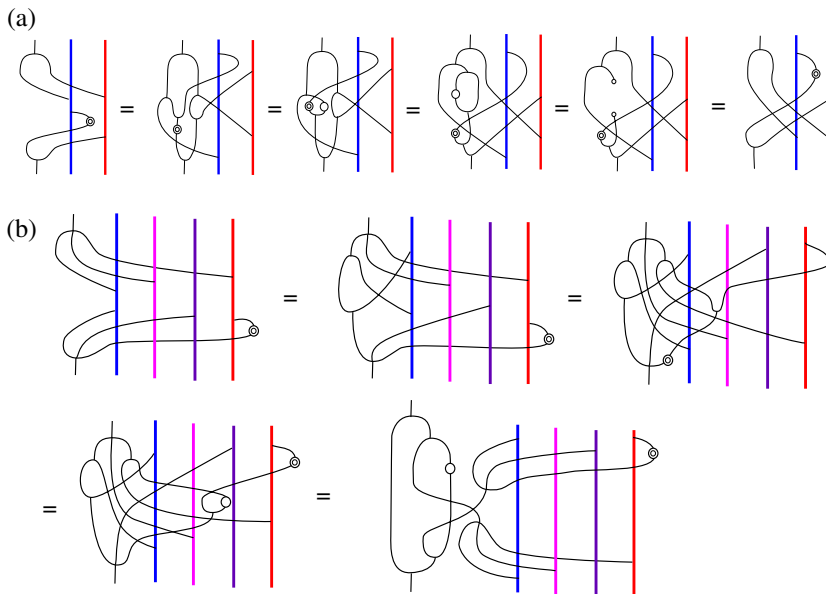 (a)
= = = = =
(b)
= =
= =